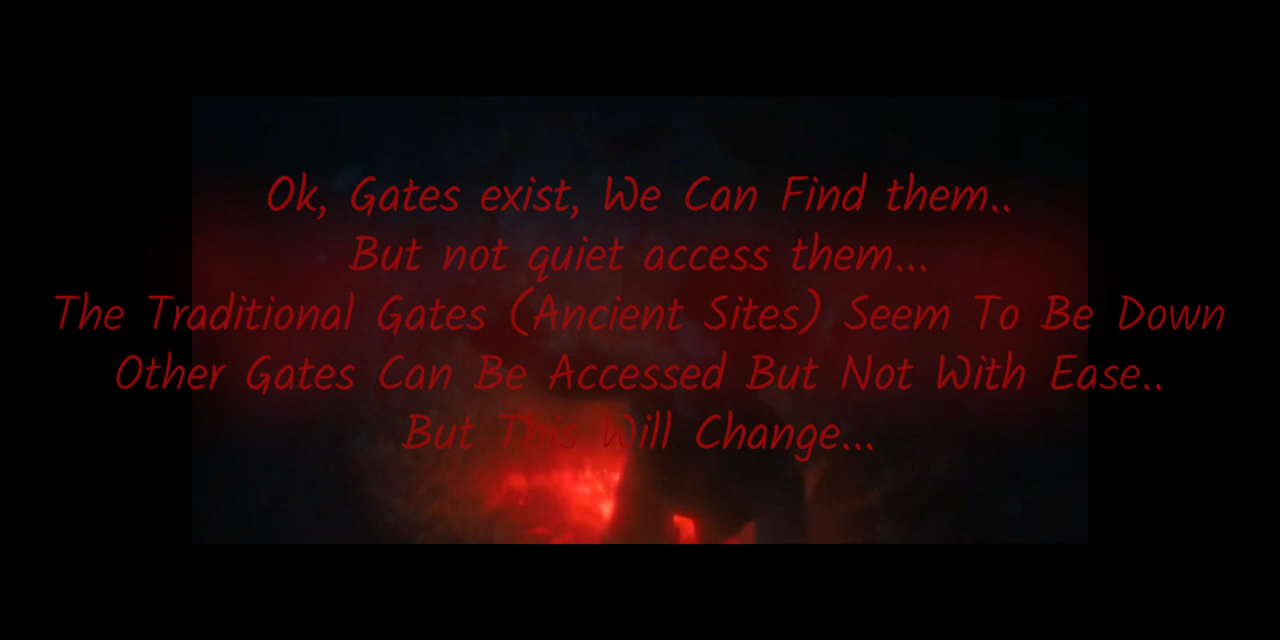 Ok, Gates exist, We Can Find them..
But not quiet access them...
The Traditional Gates (Ancient Sites) Seem To Be Down
Other Gates Can Be Accessed But Not With Ease..
But This Will Change...